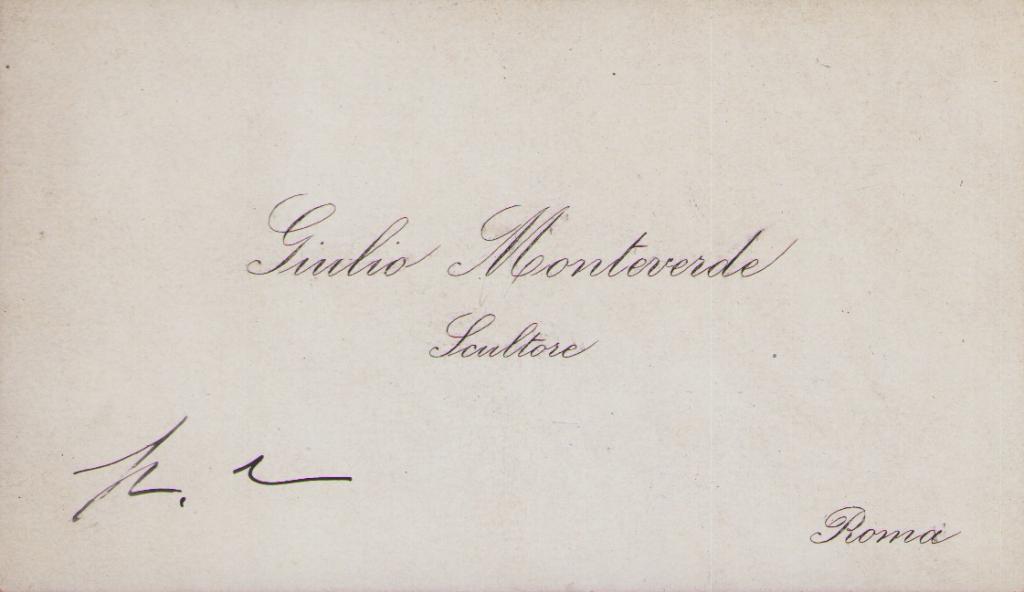 Giulio Monteverde
Scultore
p. r
Roma